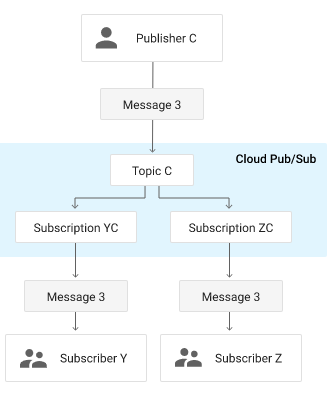 Publisher C
Message 3
Cloud Pub/Sub
Topic C
Subscription YC
Subscription ZC
Message 3
Message 3
Subscriber Y
Subscriber Z